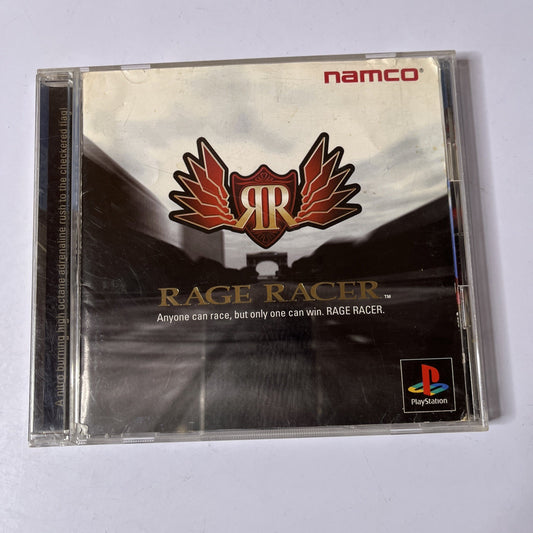 namco®
A nitro burning high octane adrenaline rush to the checkered flag!
RR
RAGE RACER™
Anyone can race, but only one can win. RAGE RACER.
PlayStation